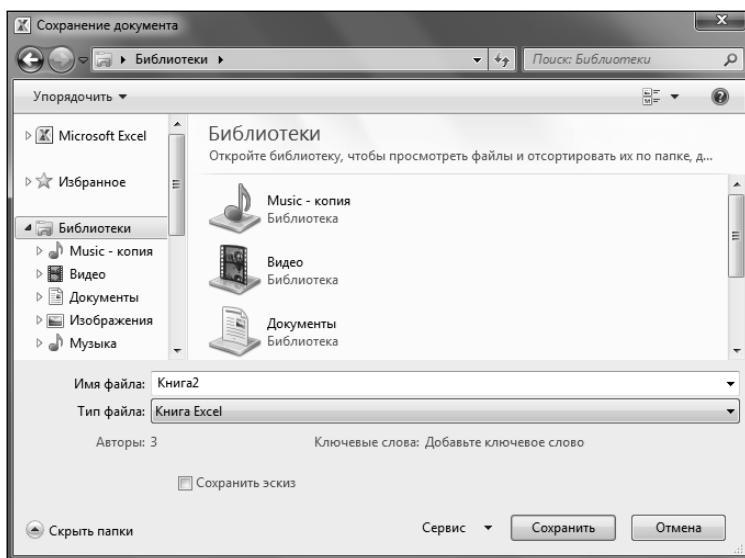 Сохранение документа
Библиотеки
Поиск: Библиотеки
Упорядочить
Microsoft Excel
Избранное
Библиотеки
Music - копия
Видео
Документы
Изображения
Музыка
Библиотеки
Откройте библиотеку, чтобы просмотреть файлы и отсортировать их по папке, д...
Music - копия
Библиотека
Видео
Библиотека
Документы
Библиотека
Имя файла: Книга2
Тип файла: Книга Excel
Авторы: 3 Ключевые слова: Добавьте ключевое слово
Сохранить эскиз
Скрыть папки Сервис Сохранить Отмена